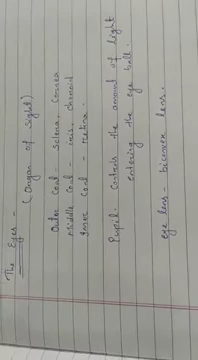 The Eyes -
(Organ of sight)
Outer Coat - Sclera, Cornea
Middle Coat - iris, choroid
Inner Coat - retina.
Pupil - Controls the amount of light
entering the eye ball.
eye lens - biconvex lens.